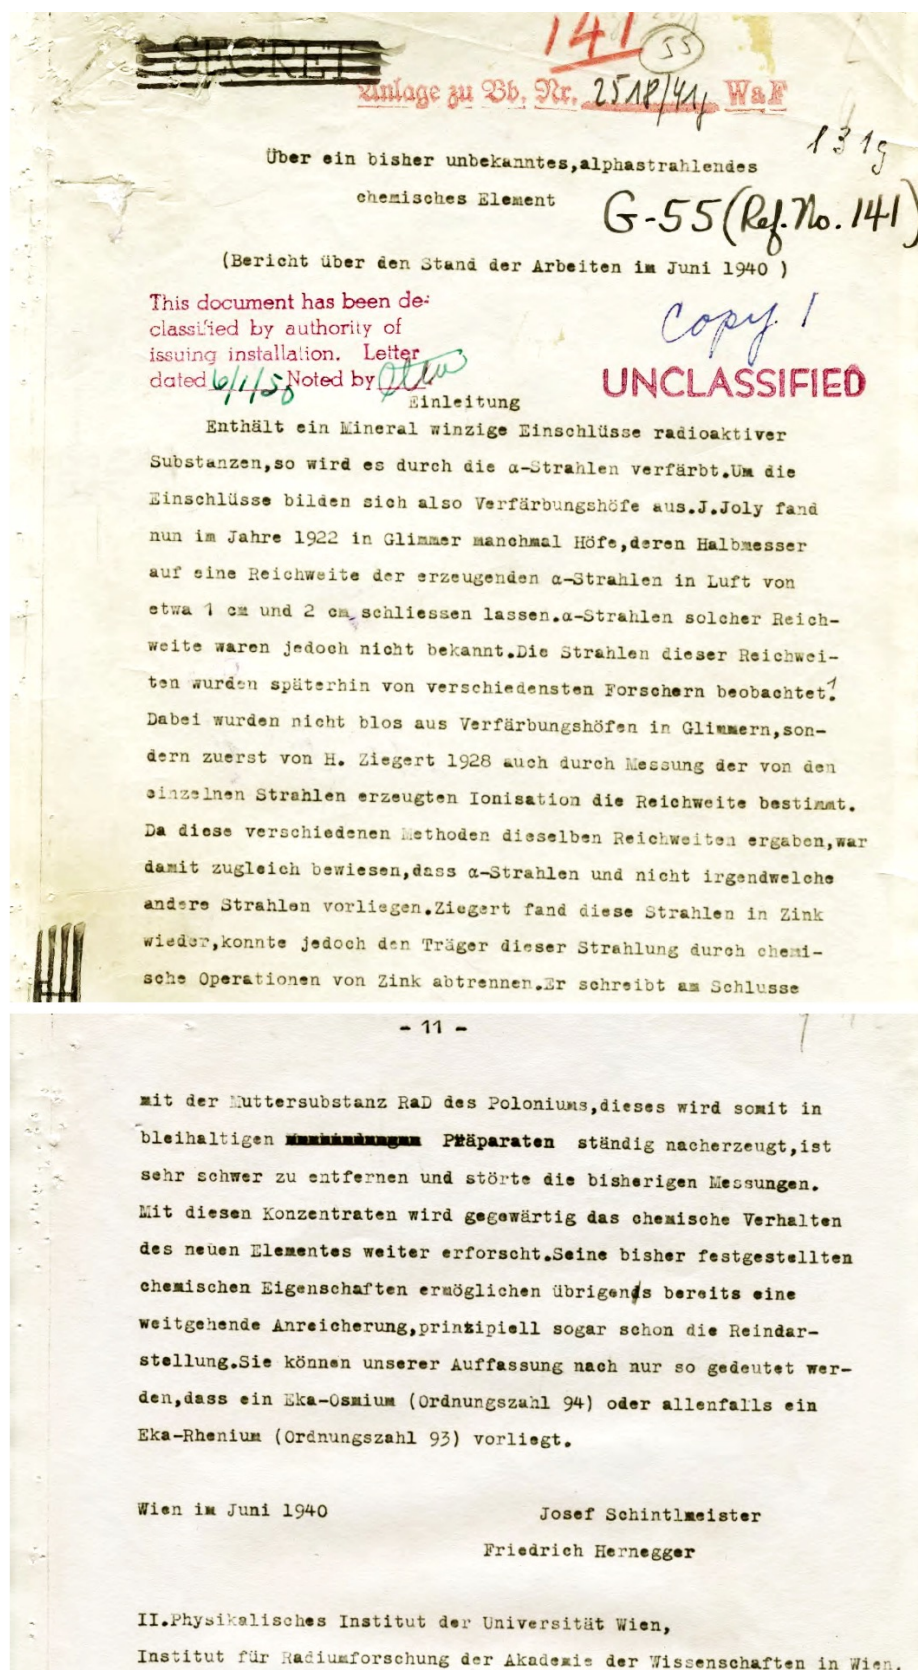 SECRET
141
55
Anlage zu Bb. Nr. 2518/41g WaF
131g
Über ein bisher unbekanntes,alphastrahlendes
chemisches Element
G-55 (Ref. No. 141)
(Bericht über den Stand der Arbeiten im Juni 1940 )
This document has been de-
classified by authority of
issuing installation. Letter
dated 6/1/50 Noted by
Copy 1
UNCLASSIFIED
Einleitung
Enthält ein Mineral winzige Einschlüsse radioaktiver
Substanzen,so wird es durch die α-Strahlen verfärbt.Um die
Einschlüsse bilden sich also Verfärbungshöfe aus.J.Joly fand
nun im Jahre 1922 in Glimmer manchmal Höfe,deren Halbmesser
auf eine Reichweite der erzeugenden α-Strahlen in Luft von
etwa 1 cm und 2 cm schliessen lassen.α-Strahlen solcher Reich-
weite waren jedoch nicht bekannt.Die Strahlen dieser Reichwei-
ten wurden späterhin von verschiedensten Forschern beobachtet.1
Dabei wurden nicht blos aus Verfärbungshöfen in Glimmern,son-
dern zuerst von H. Ziegert 1928 auch durch Messung der von den
einzelnen Strahlen erzeugten Ionisation die Reichweite bestimmt.
Da diese verschiedenen Methoden dieselben Reichweiten ergaben,war
damit zugleich bewiesen,dass α-Strahlen und nicht irgendwelche
andere Strahlen vorliegen.Ziegert fand diese Strahlen in Zink
wieder,konnte jedoch den Träger dieser Strahlung durch chemi-
sche Operationen von Zink abtrennen.Er schreibt am Schlusse
- 11 -
mit der Muttersubstanz RaD des Poloniums,dieses wird somit in
bleihaltigen Präparaten ständig nacherzeugt,ist
sehr schwer zu entfernen und störte die bisherigen Messungen.
Mit diesen Konzentraten wird gegewärtig das chemische Verhalten
des neuen Elementes weiter erforscht.Seine bisher festgestellten
chemischen Eigenschaften ermöglichen übrigens bereits eine
weitgehende Anreicherung,prinzipiell sogar schon die Reindar-
stellung.Sie können unserer Auffassung nach nur so gedeutet wer-
den,dass ein Eka-Osmium (Ordnungszahl 94) oder allenfalls ein
Eka-Rhenium (Ordnungszahl 93) vorliegt.
Wien im Juni 1940
Josef Schintlmeister
Friedrich Hernegger
II.Physikalisches Institut der Universität Wien,
Institut für Radiumforschung der Akademie der Wissenschaften in Wien.